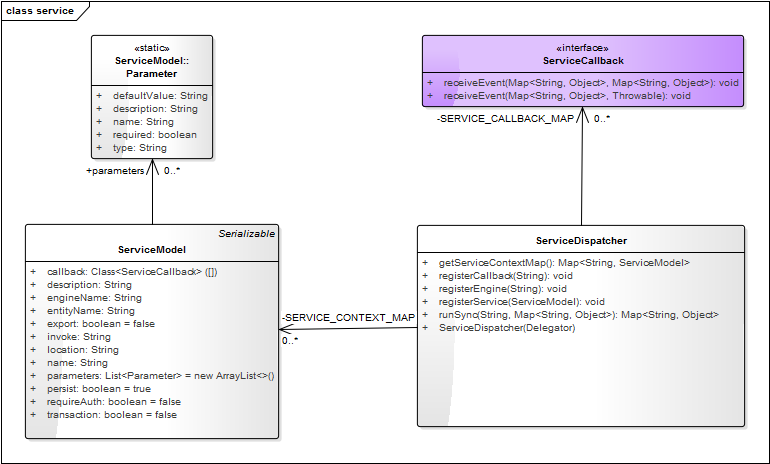 class service
«static»
ServiceModel::
Parameter
+ defaultValue: String
+ description: String
+ name: String
+ required: boolean
+ type: String
«interface»
ServiceCallback
+ receiveEvent(Map<String, Object>, Map<String, Object>): void
+ receiveEvent(Map<String, Object>, Throwable): void
-SERVICE_CALLBACK_MAP 0..*
+parameters 0..*
Serializable
ServiceModel
+ callback: Class<ServiceCallback> ([])
+ description: String
+ engineName: String
+ entityName: String
+ export: boolean = false
+ invoke: String
+ location: String
+ name: String
+ parameters: List<Parameter> = new ArrayList<>()
+ persist: boolean = true
+ requireAuth: boolean = false
+ transaction: boolean = false
-SERVICE_CONTEXT_MAP
0..*
ServiceDispatcher
+ getServiceContextMap(): Map<String, ServiceModel>
+ registerCallback(String): void
+ registerEngine(String): void
+ registerService(ServiceModel): void
+ runSync(String, Map<String, Object>): Map<String, Object>
+ ServiceDispatcher(Delegator)